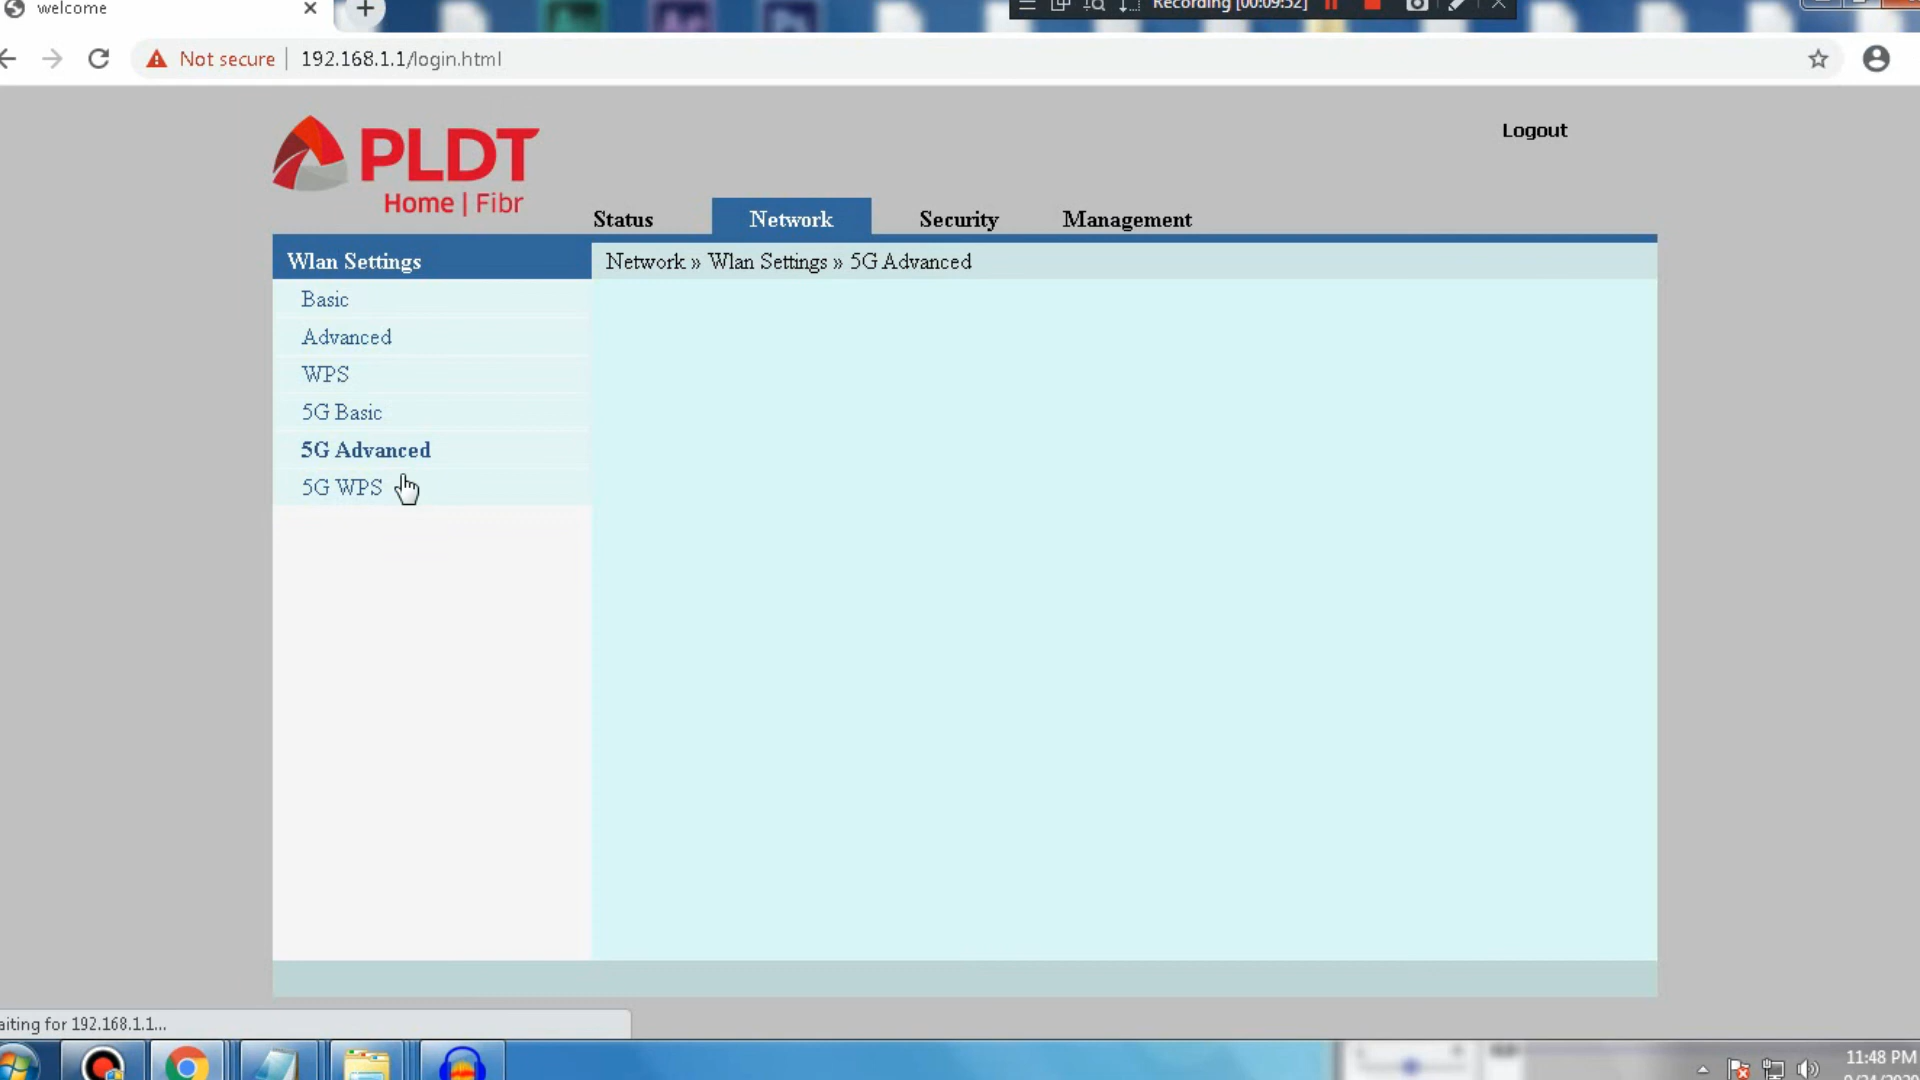 welcome
Recording [00:09:52]
Not secure
192.168.1.1/login.html
PLDT
Home | Fibr
Logout
Status
Network
Security
Management
Wlan Settings
Network » Wlan Settings » 5G Advanced
Basic
Advanced
WPS
5G Basic
5G Advanced
5G WPS
aiting for 192.168.1.1...
11:48 PM